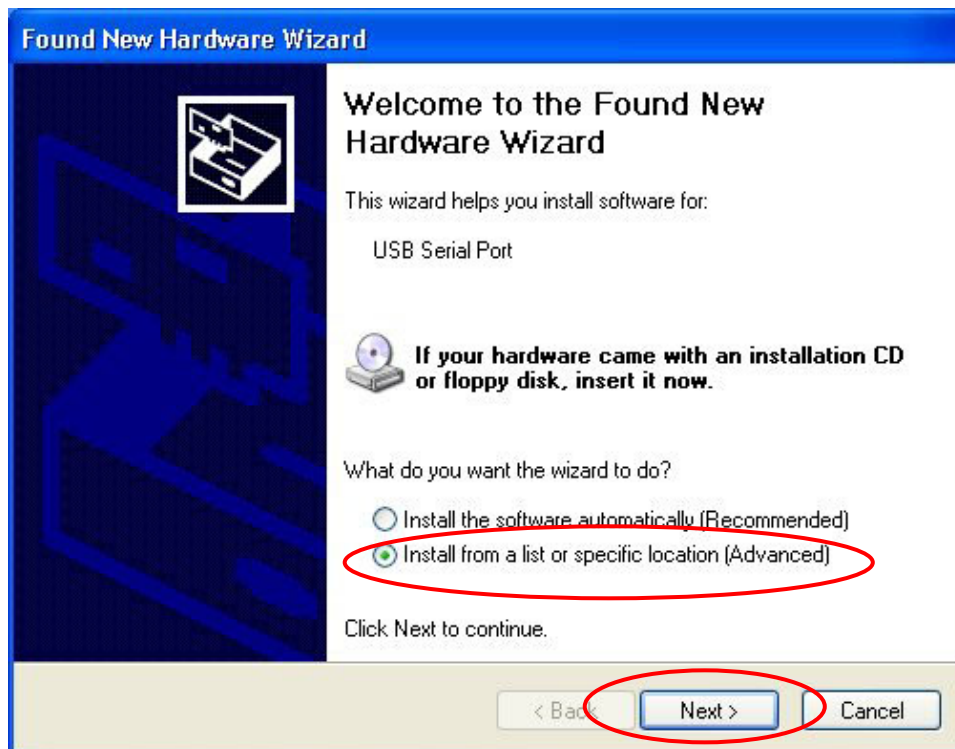 Found New Hardware Wizard
Welcome to the Found New
Hardware Wizard
This wizard helps you install software for:
USB Serial Port
If your hardware came with an installation CD
or floppy disk, insert it now.
What do you want the wizard to do?
Install the software automatically (Recommended)
Install from a list or specific location (Advanced)
Click Next to continue.
< Back Next > Cancel